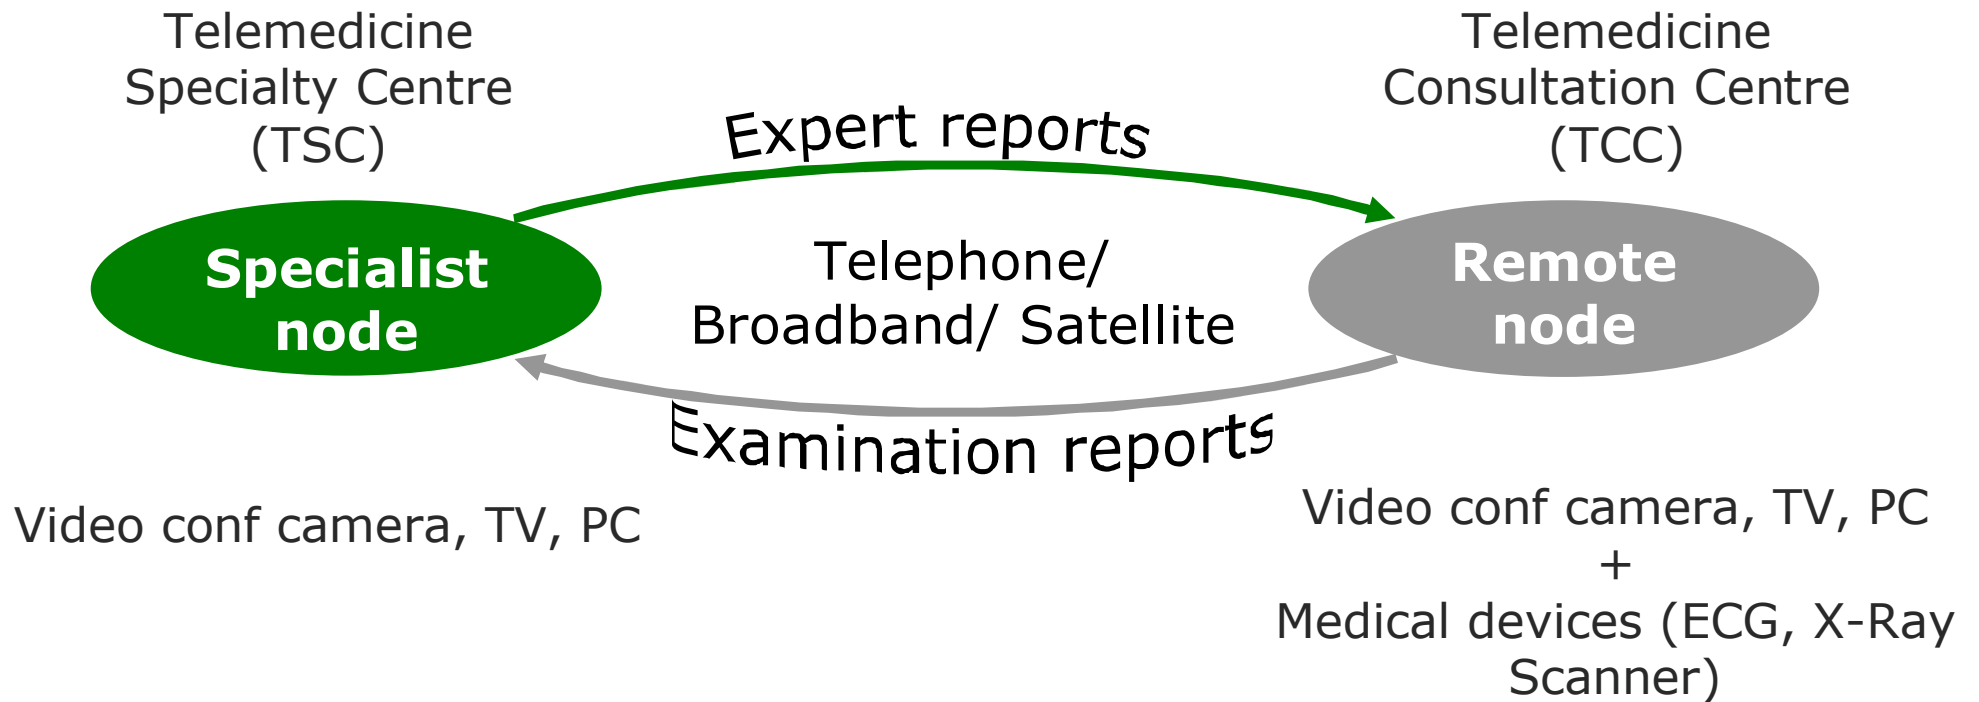 Telemedicine
Specialty Centre
(TSC)
Telemedicine
Consultation Centre
(TCC)
Expert reports
Specialist
node
Telephone/
Broadband/ Satellite
Remote
node
Examination reports
Video conf camera, TV, PC
Video conf camera, TV, PC
+
Medical devices (ECG, X-Ray
Scanner)